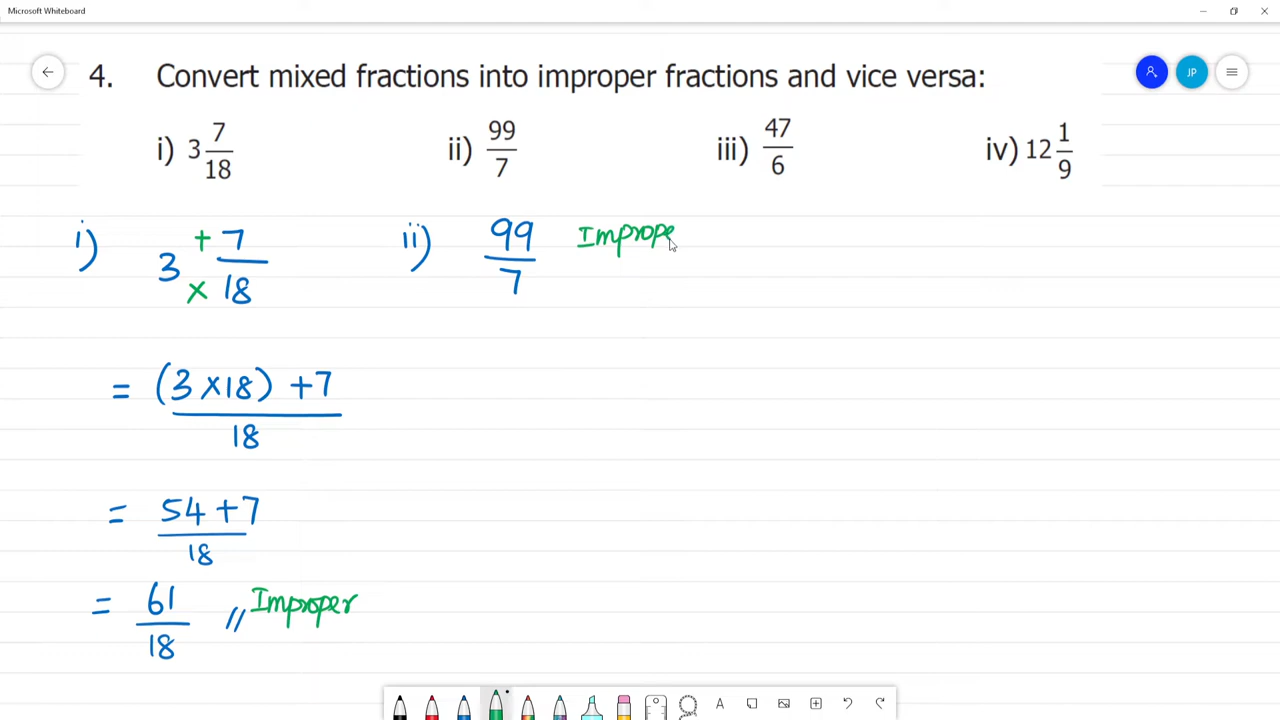 Microsoft Whiteboard
4. Convert mixed fractions into improper fractions and vice versa:
i) 3 7/18 ii) 99/7 iii) 47/6 iv) 12 1/9
JP
i) 3 + 7 / × 18 ii) 99/7 Imprope
= (3 × 18) + 7
18
= 54 + 7
18
= 61/18 // Improper
A